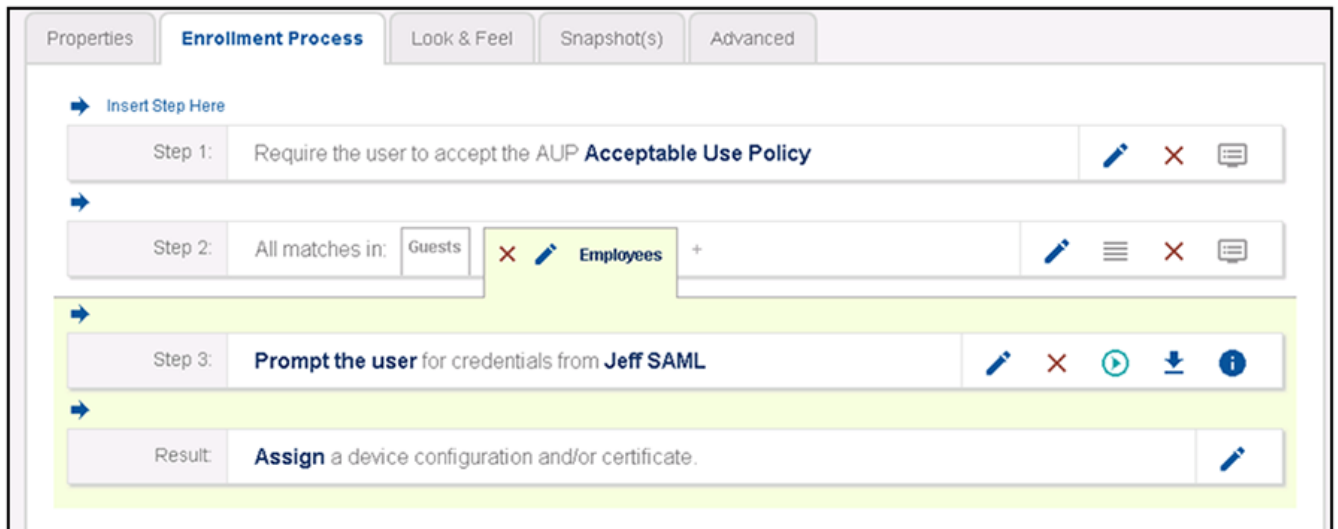 Properties Enrollment Process Look & Feel Snapshot(s) Advanced
Insert Step Here
Step 1: Require the user to accept the AUP Acceptable Use Policy
Step 2: All matches in: Guests Employees +
Step 3: Prompt the user for credentials from Jeff SAML
Result: Assign a device configuration and/or certificate.